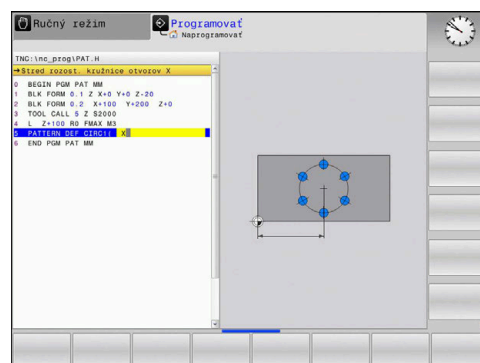 Ručný režim
Programovať
Naprogramovať
TNC:\nc_prog\PAT.H
→Stred rozost. kružnice otvorov X
0 BEGIN PGM PAT MM
1 BLK FORM 0.1 Z X+0 Y+0 Z-20
2 BLK FORM 0.2 X+100 Y+200 Z+0
3 TOOL CALL 5 Z S2000
4 L Z+100 R0 FMAX M3
5 PATTERN DEF CIRC1( X
6 END PGM PAT MM